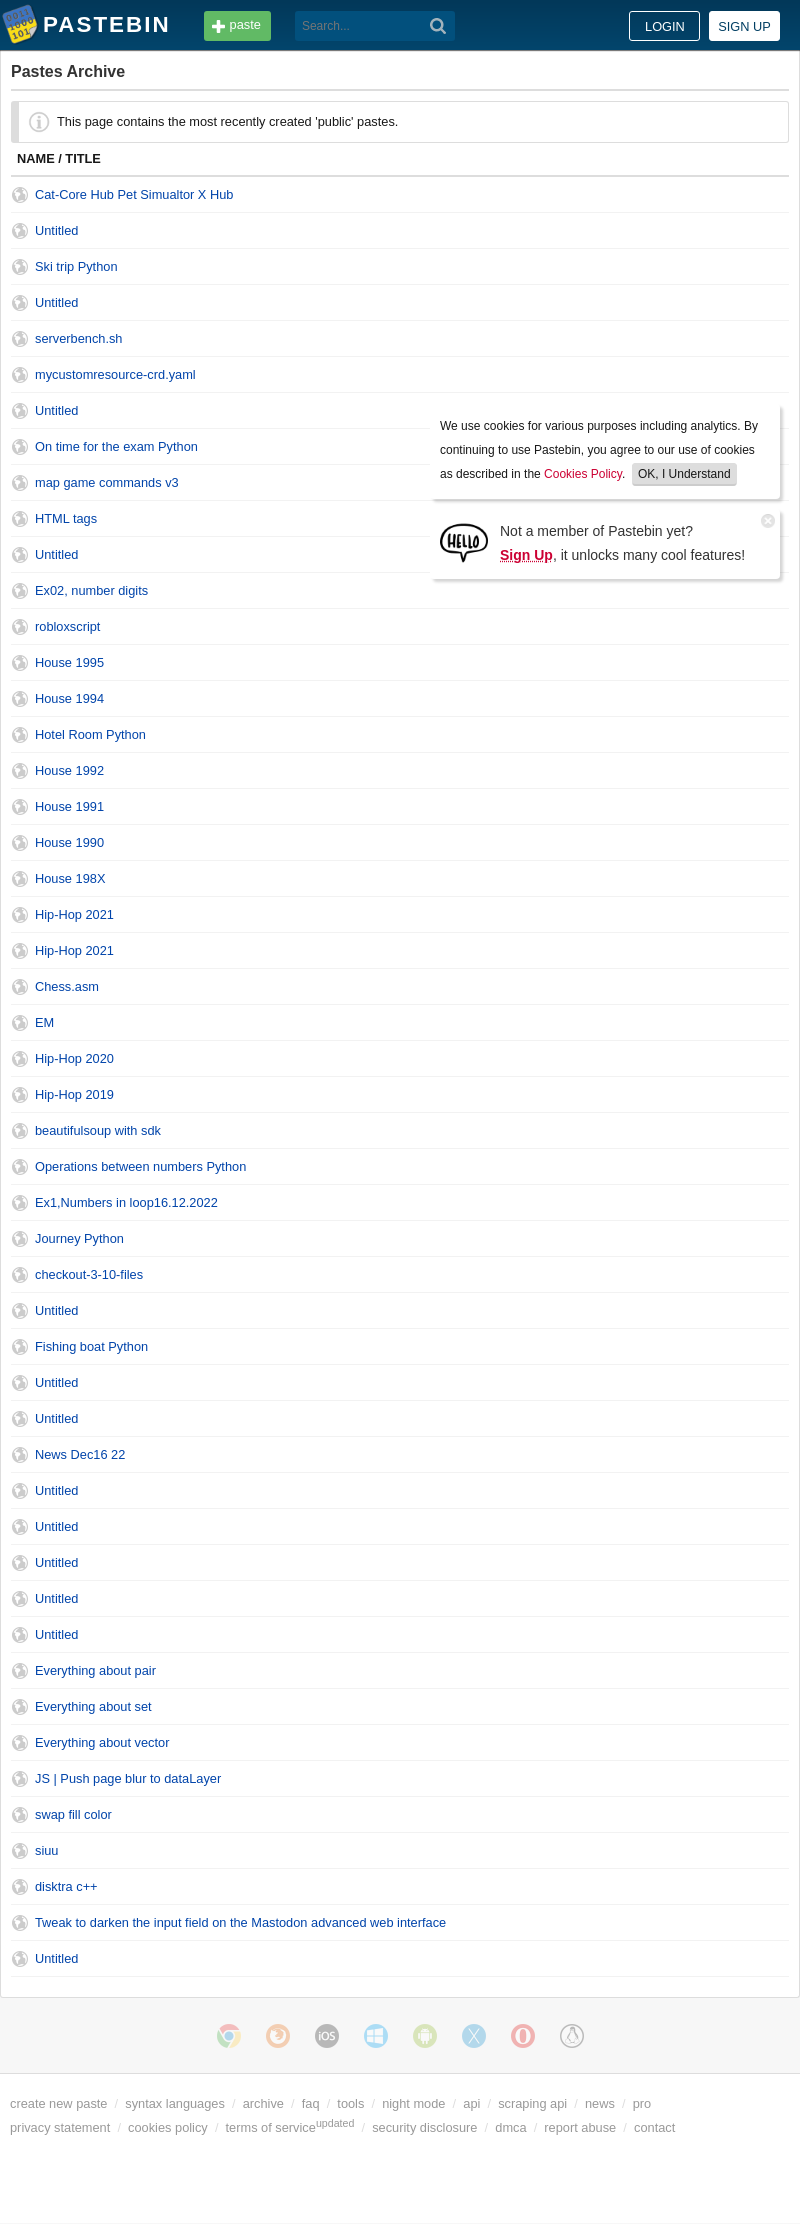 PASTEBIN paste Search... LOGIN SIGN UP
Pastes Archive
This page contains the most recently created 'public' pastes.
NAME / TITLE
Cat-Core Hub Pet Simualtor X Hub
Untitled
Ski trip Python
Untitled
serverbench.sh
mycustomresource-crd.yaml
Untitled
On time for the exam Python
map game commands v3
HTML tags
Untitled
Ex02, number digits
robloxscript
House 1995
House 1994
Hotel Room Python
House 1992
House 1991
House 1990
House 198X
Hip-Hop 2021
Hip-Hop 2021
Chess.asm
EM
Hip-Hop 2020
Hip-Hop 2019
beautifulsoup with sdk
Operations between numbers Python
Ex1,Numbers in loop16.12.2022
Journey Python
checkout-3-10-files
Untitled
Fishing boat Python
Untitled
Untitled
News Dec16 22
Untitled
Untitled
Untitled
Untitled
Untitled
Everything about pair
Everything about set
Everything about vector
JS | Push page blur to dataLayer
swap fill color
siuu
disktra c++
Tweak to darken the input field on the Mastodon advanced web interface
Untitled
We use cookies for various purposes including analytics. By
continuing to use Pastebin, you agree to our use of cookies
as described in the Cookies Policy. OK, I Understand
HELLO
Not a member of Pastebin yet?
Sign Up, it unlocks many cool features!
iOS
create new paste / syntax languages / archive / faq / tools / night mode / api / scraping api / news / pro
privacy statement / cookies policy / terms of service updated / security disclosure / dmca / report abuse / contact